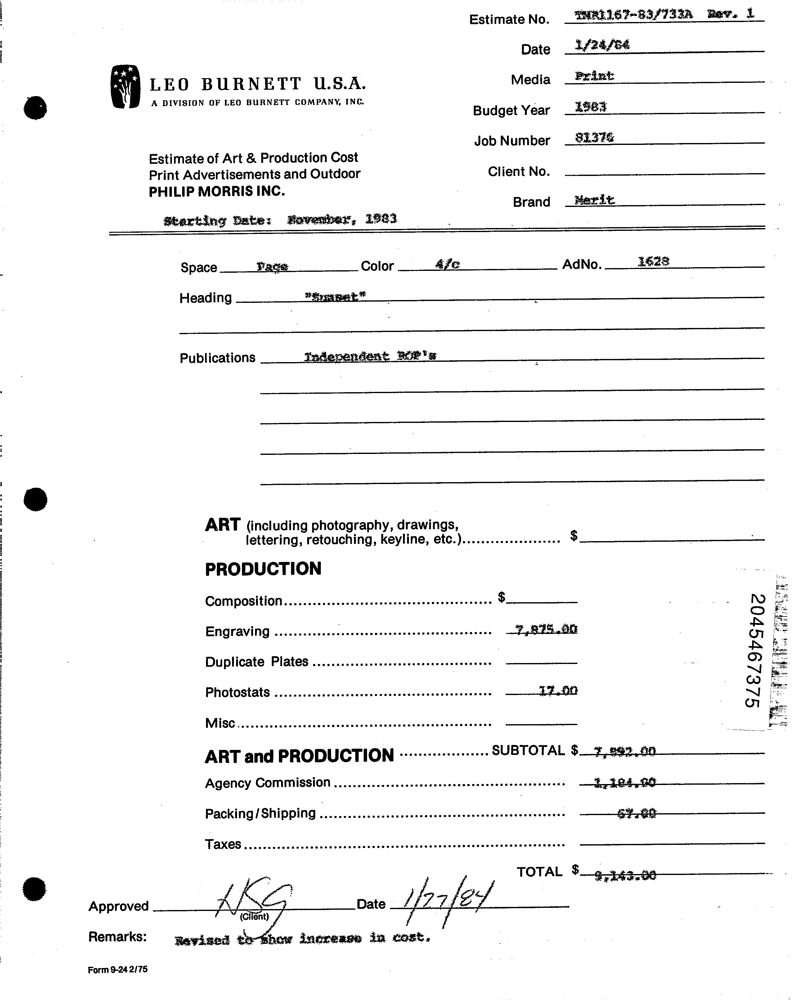 Estimate No. TNR1167-83/733A Rev. 1
Date 1/24/84
Media Print
Budget Year 1983
Job Number 81376
Client No.
Brand Merit
LEO BURNETT U.S.A.
A DIVISION OF LEO BURNETT COMPANY, INC.
Estimate of Art & Production Cost
Print Advertisements and Outdoor
PHILIP MORRIS INC.
Starting Date: November, 1983
Space Page Color 4/c AdNo. 1628
Heading "Sunset"
Publications Independent ROP's
ART (including photography, drawings,
lettering, retouching, keyline, etc.)..................... $
PRODUCTION
Composition.......................................... $
Engraving ............................................ 7,875.00
Duplicate Plates .....................................
Photostats ............................................ 17.00
Misc....................................................
ART and PRODUCTION .................. SUBTOTAL $ 7,892.00
Agency Commission ............................................... 1,184.00
Packing/Shipping .................................................. 67.00
Taxes.................................................................
TOTAL $ 9,143.00
Approved Date 1/27/84
(Client)
Remarks: Revised to show increase in cost.
Form 9-24 2/75
2045467375